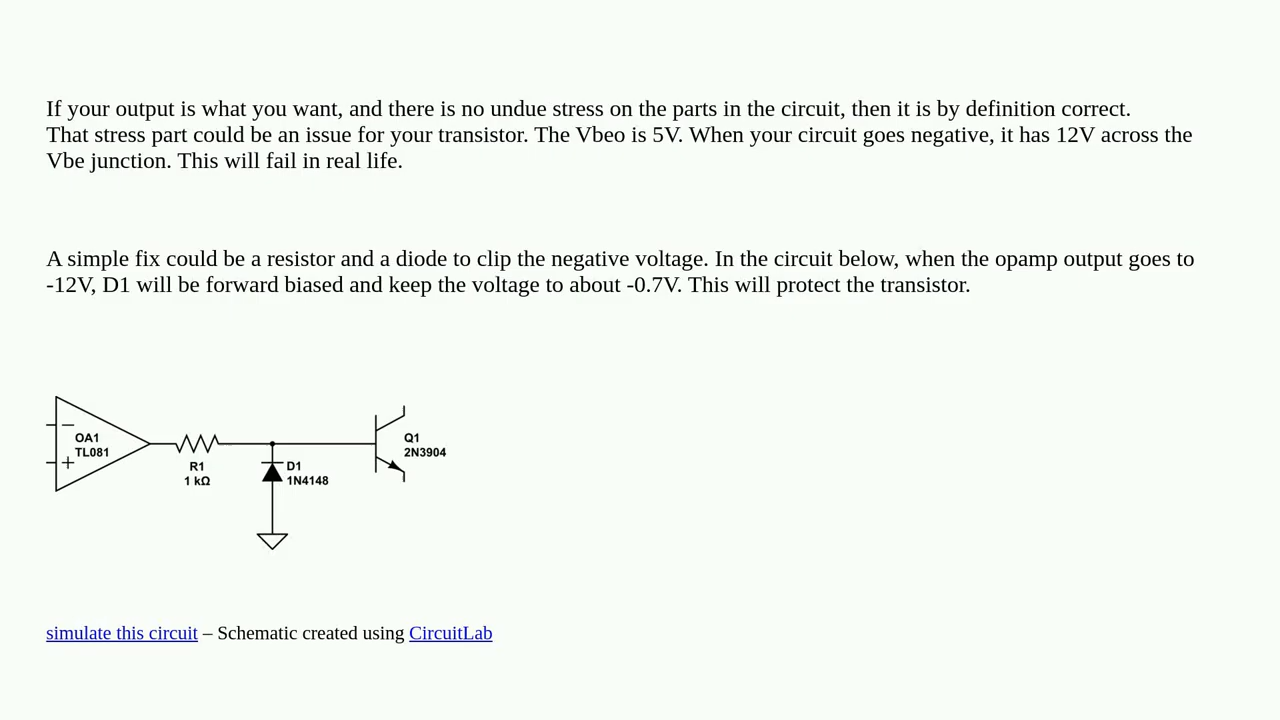 If your output is what you want, and there is no undue stress on the parts in the circuit, then it is by definition correct.
That stress part could be an issue for your transistor. The Vbeo is 5V. When your circuit goes negative, it has 12V across the
Vbe junction. This will fail in real life.
A simple fix could be a resistor and a diode to clip the negative voltage. In the circuit below, when the opamp output goes to
-12V, D1 will be forward biased and keep the voltage to about -0.7V. This will protect the transistor.
OA1
TL081
R1
1 kΩ
D1
1N4148
Q1
2N3904
simulate this circuit – Schematic created using CircuitLab